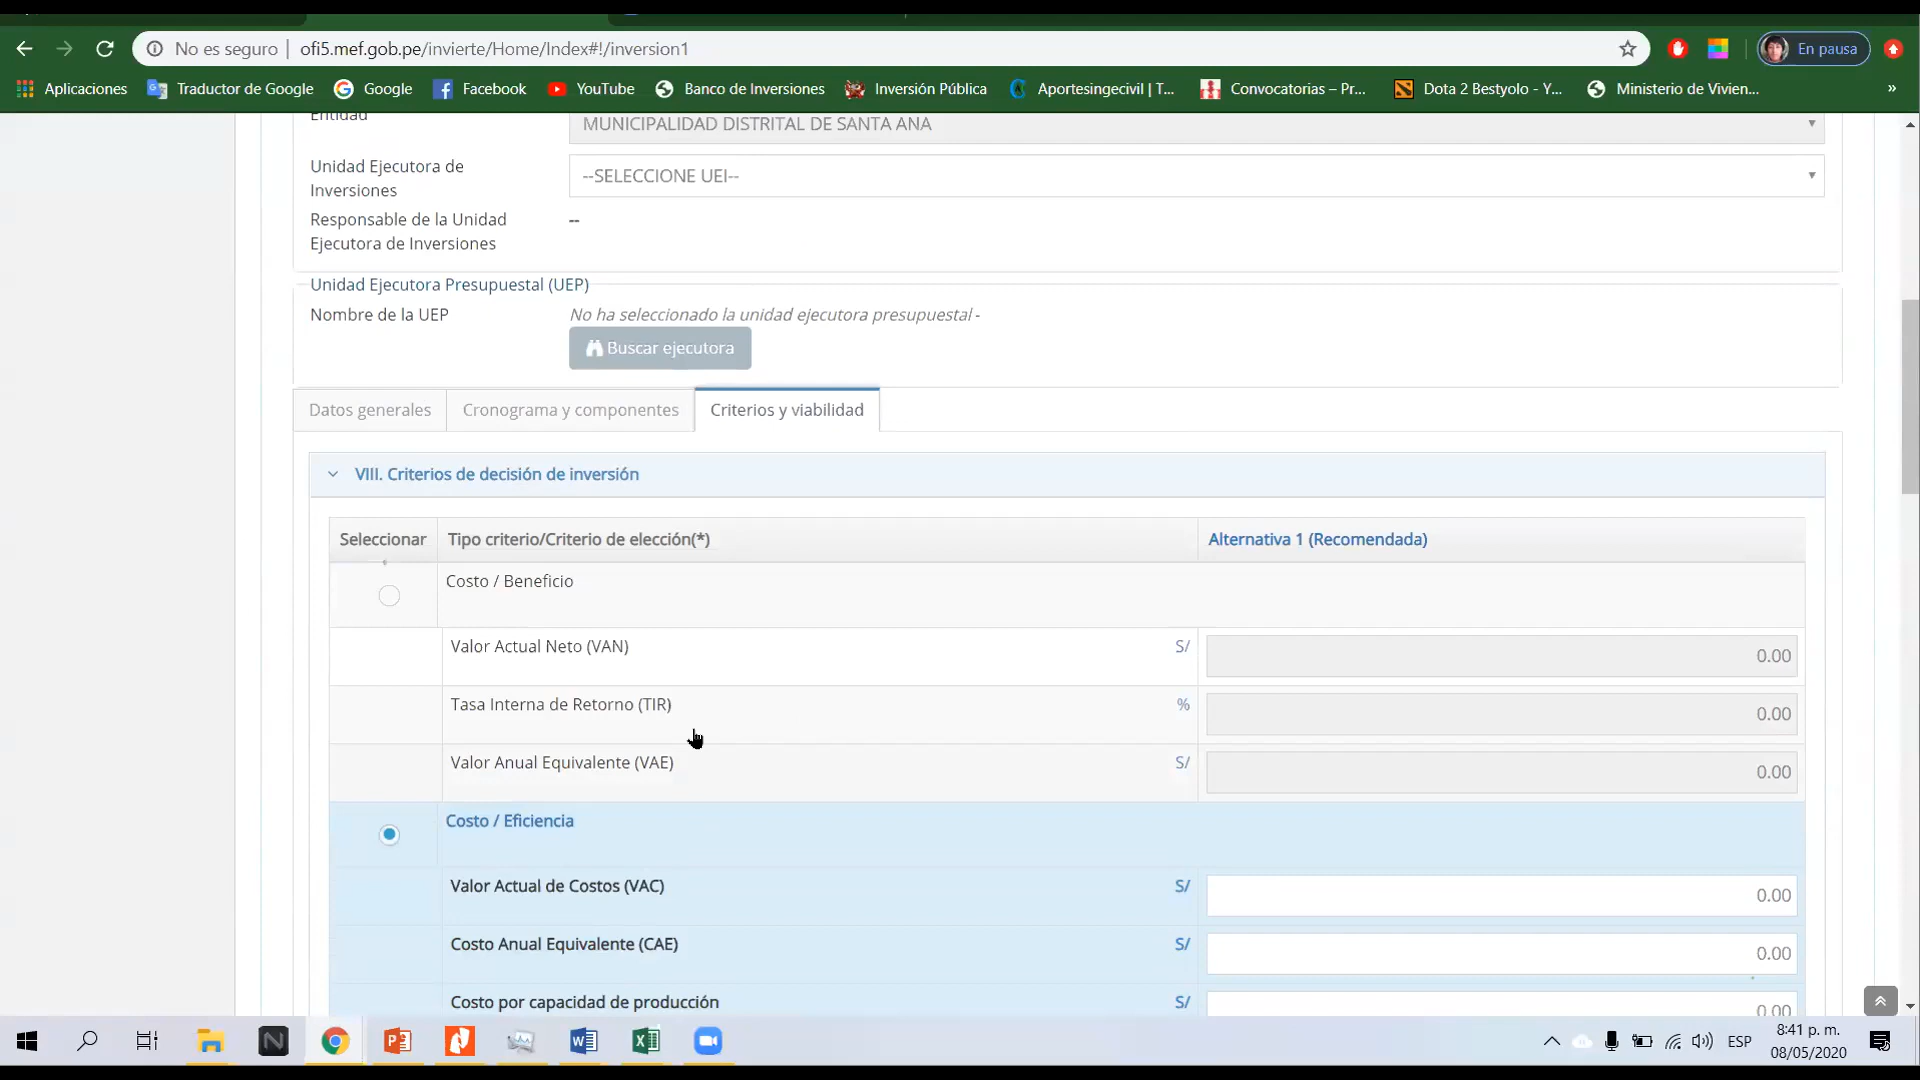 No es seguro | ofi5.mef.gob.pe/invierte/Home/Index#!/inversion1
En pausa
Aplicaciones Traductor de Google Google Facebook YouTube Banco de Inversiones Inversión Pública Aportesingecivil | T... Convocatorias – Pr... Dota 2 Bestyolo - Y... Ministerio de Vivien... »
Entidad
MUNICIPALIDAD DISTRITAL DE SANTA ANA
Unidad Ejecutora de
Inversiones
--SELECCIONE UEI--
Responsable de la Unidad
Ejecutora de Inversiones
--
Unidad Ejecutora Presupuestal (UEP)
Nombre de la UEP
No ha seleccionado la unidad ejecutora presupuestal -
Buscar ejecutora
Datos generales Cronograma y componentes Criterios y viabilidad
VIII. Criterios de decisión de inversión
Seleccionar Tipo criterio/Criterio de elección(*) Alternativa 1 (Recomendada)
Costo / Beneficio
Valor Actual Neto (VAN) S/ 0.00
Tasa Interna de Retorno (TIR) % 0.00
Valor Anual Equivalente (VAE) S/ 0.00
Costo / Eficiencia
Valor Actual de Costos (VAC) S/ 0.00
Costo Anual Equivalente (CAE) S/ 0.00
Costo por capacidad de producción S/ 0.00
ESP
8:41 p. m.
08/05/2020